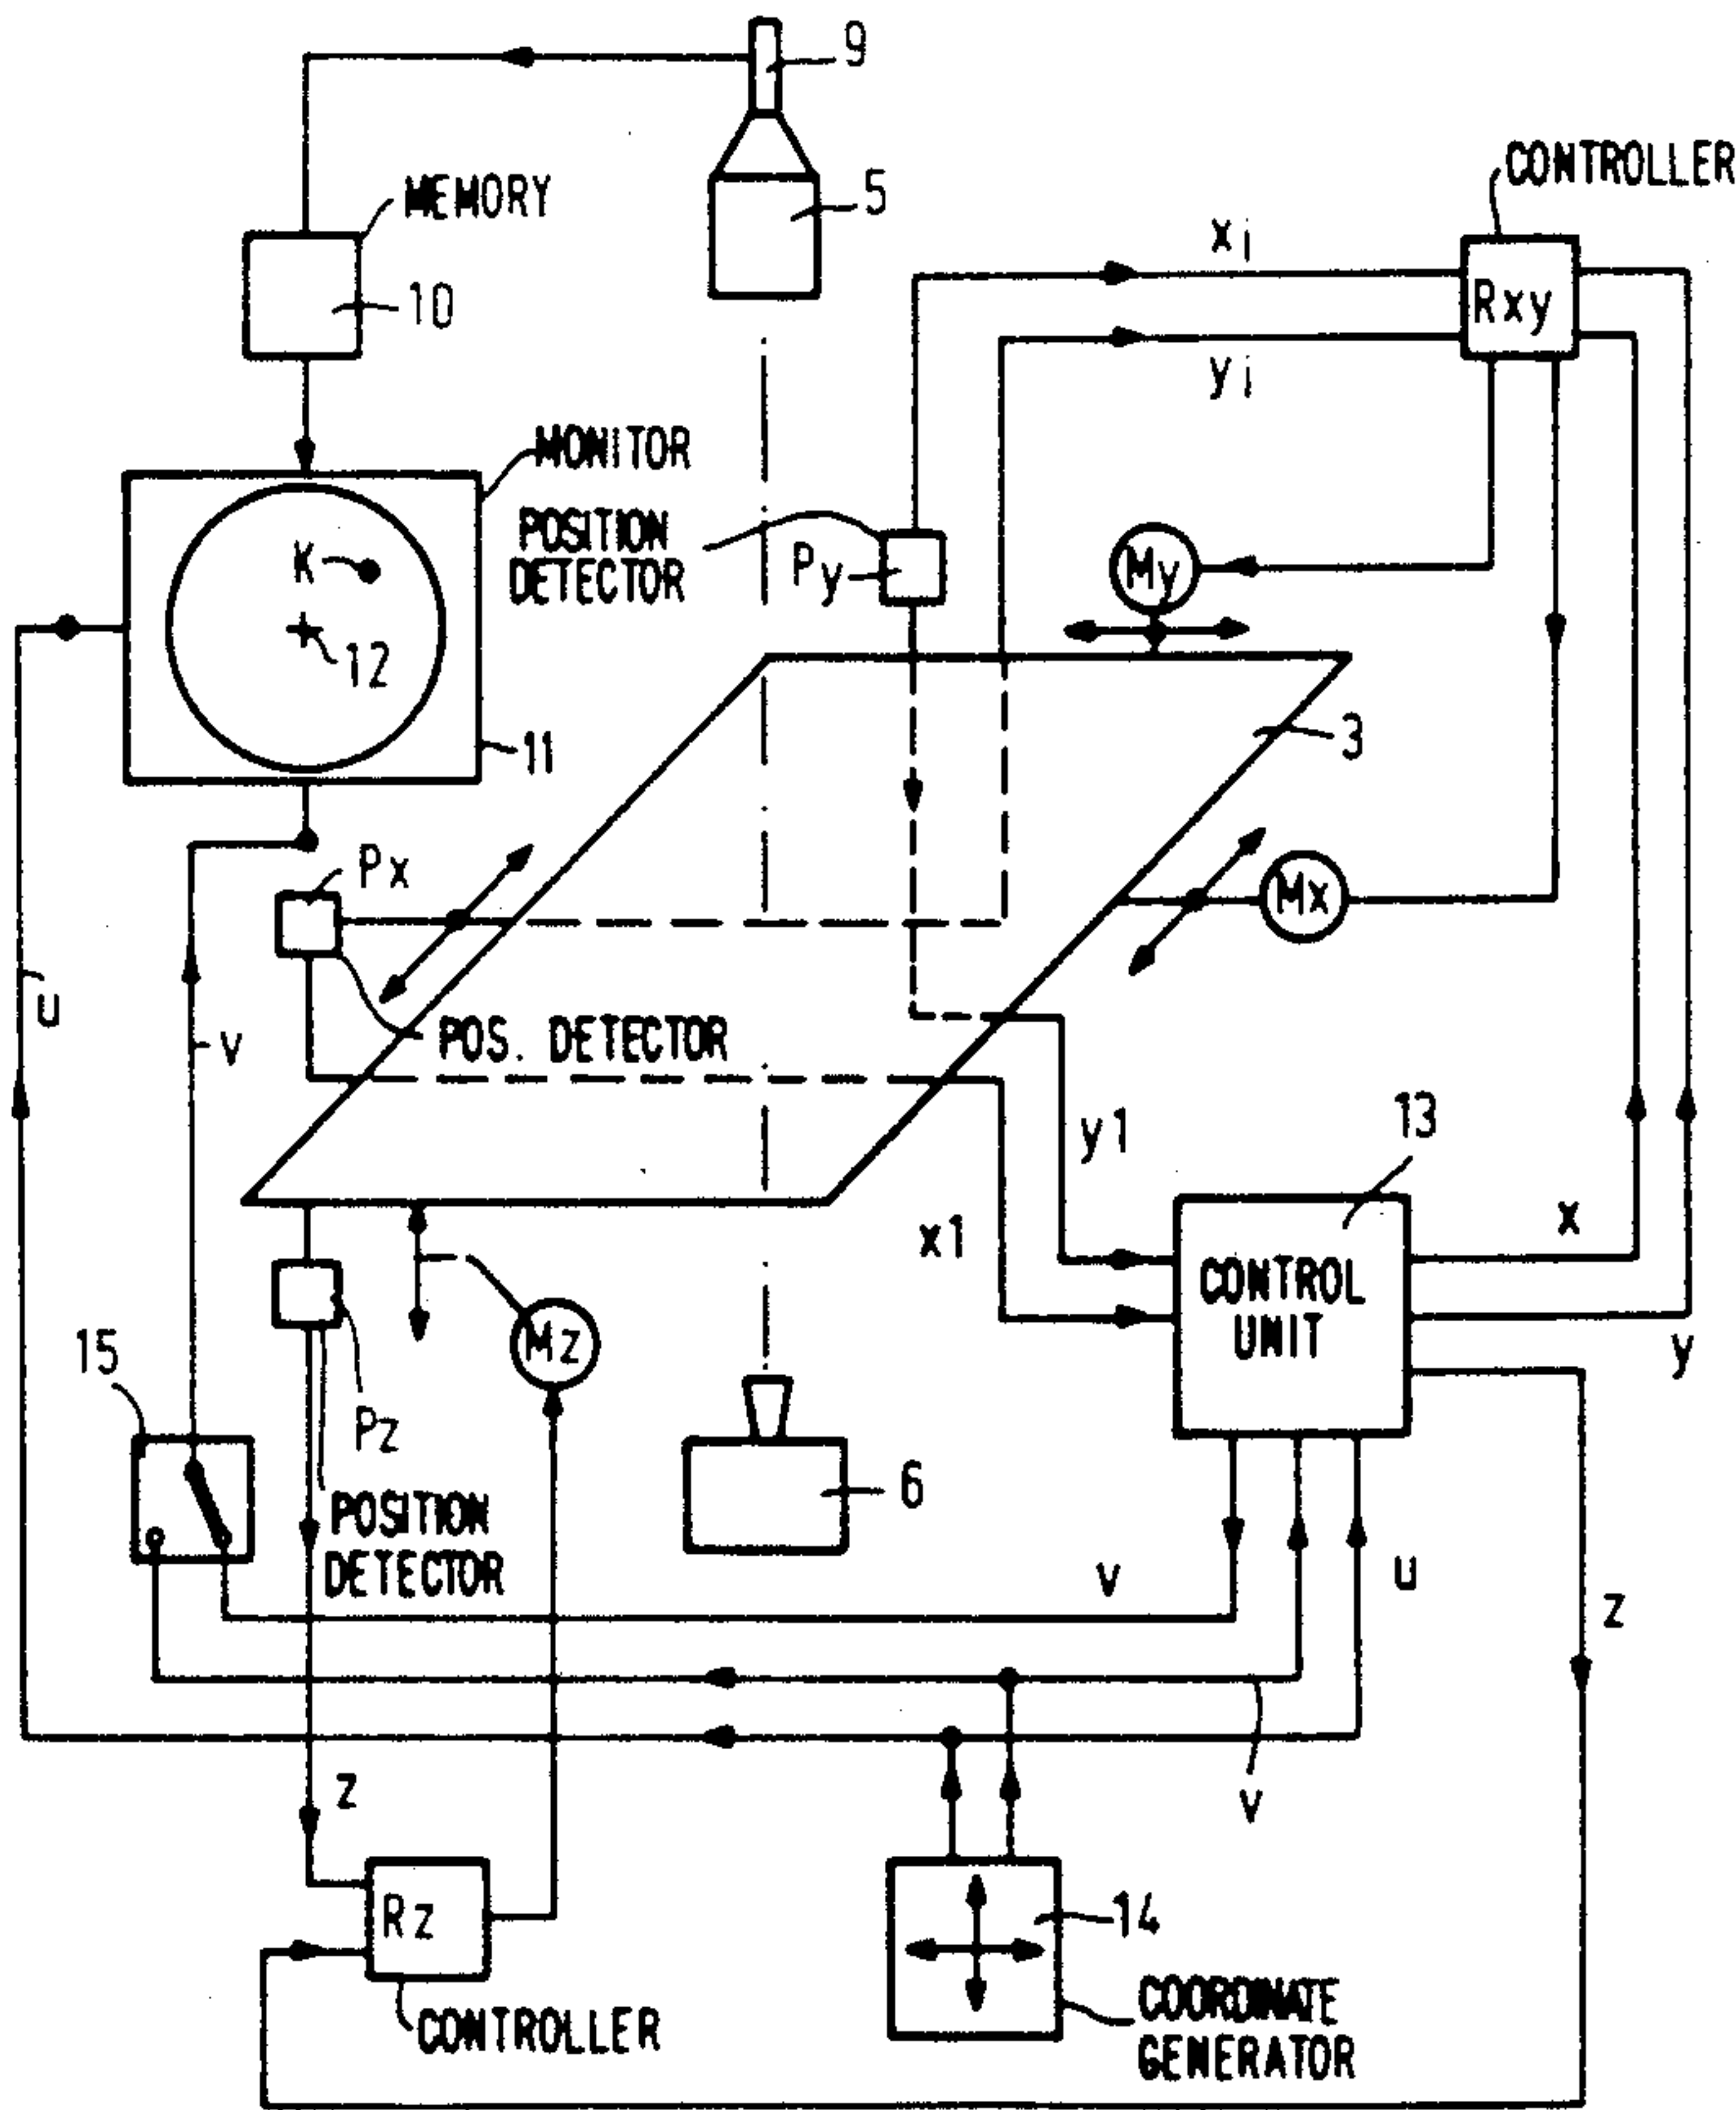 9
CONTROLLER
MEMORY
5
xi
10
Rxy
yi
MONITOR
POSITION
DETECTOR
Py
My
K
12
3
11
Px
Mx
u
v
POS. DETECTOR
y1
13
x1
x
CONTROL
UNIT
y
15
Mz
Pz
6
POSITION
DETECTOR
v
u
z
z
v
Rz
14
CONTROLLER
COORDINATE
GENERATOR